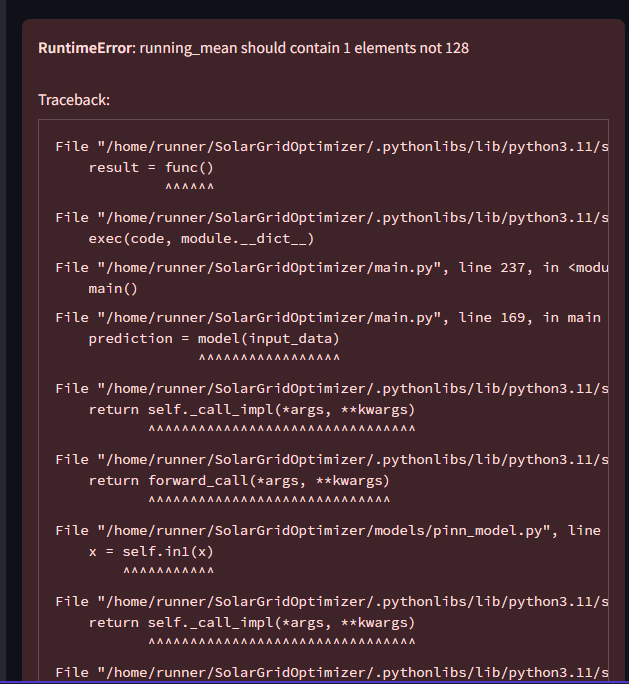 RuntimeError: running_mean should contain 1 elements not 128
Traceback:
File "/home/runner/SolarGridOptimizer/.pythonlibs/lib/python3.11/s
result = func()
^^^^^^
File "/home/runner/SolarGridOptimizer/.pythonlibs/lib/python3.11/s
exec(code, module.__dict__)
File "/home/runner/SolarGridOptimizer/main.py", line 237, in <modu
main()
File "/home/runner/SolarGridOptimizer/main.py", line 169, in main
prediction = model(input_data)
^^^^^^^^^^^^^^^^^
File "/home/runner/SolarGridOptimizer/.pythonlibs/lib/python3.11/s
return self._call_impl(*args, **kwargs)
^^^^^^^^^^^^^^^^^^^^^^^^^^^^^^^^
File "/home/runner/SolarGridOptimizer/.pythonlibs/lib/python3.11/s
return forward_call(*args, **kwargs)
^^^^^^^^^^^^^^^^^^^^^^^^^^^^^
File "/home/runner/SolarGridOptimizer/models/pinn_model.py", line
x = self.in1(x)
^^^^^^^^^^^
File "/home/runner/SolarGridOptimizer/.pythonlibs/lib/python3.11/s
return self._call_impl(*args, **kwargs)
^^^^^^^^^^^^^^^^^^^^^^^^^^^^^^^^
File "/home/runner/SolarGridOptimizer/.pythonlibs/lib/python3.11/s